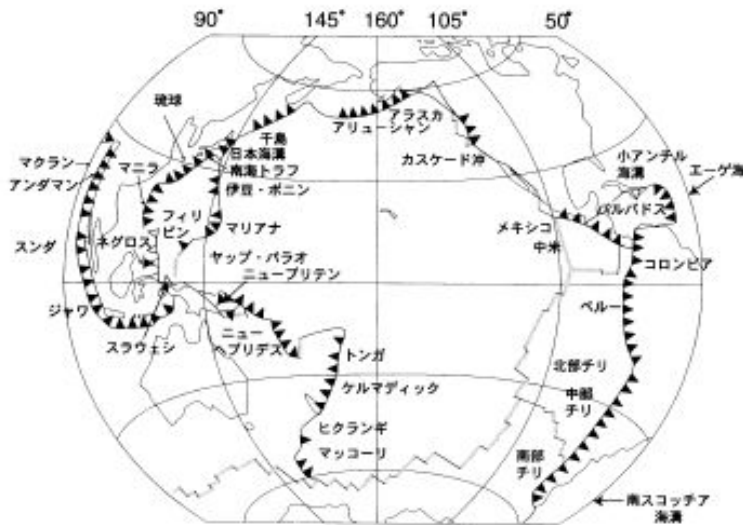 90° 145° 160° 105° 50°
琉球
アラスカ
アリューシャン
千島
日本海溝
南海トラフ
伊豆・ボニン
カスケード沖
小アンチル
海溝
エーゲ海
マクラン
マニラ
アンダマン
バルバドス
フィリ
ピン
マリアナ
メキシコ
中米
スンダ
ネグロス
コロンビア
ヤップ・パラオ
ニューブリテン
ペルー
ジャワ
スラウェシ
ニュー
ヘブリデス
トンガ
北部チリ
ケルマディック
中部
チリ
ヒクランギ
マッコーリ
南部
チリ
南スコッチア
海溝